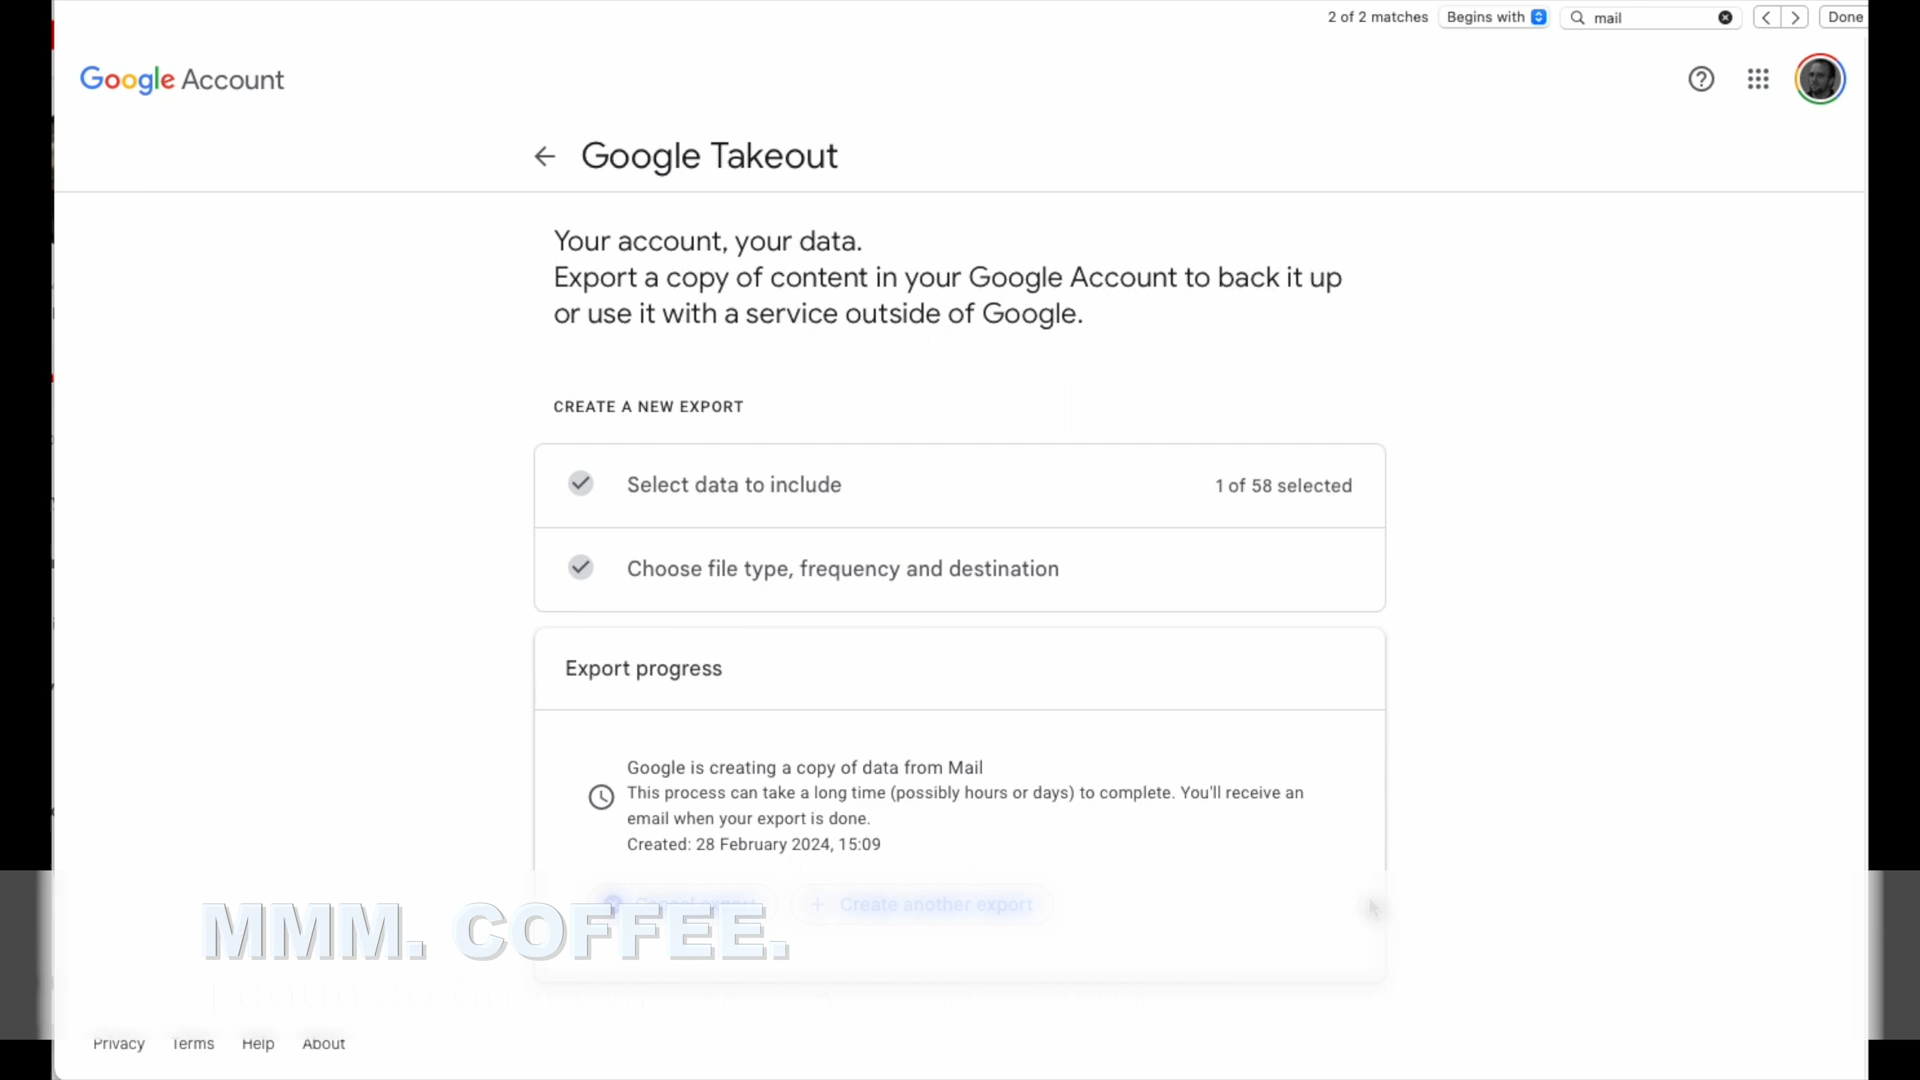 2 of 2 matches Begins with mail Done
Google Account
Google Takeout
Your account, your data.
Export a copy of content in your Google Account to back it up
or use it with a service outside of Google.
CREATE A NEW EXPORT
Select data to include 1 of 58 selected
Choose file type, frequency and destination
Export progress
Google is creating a copy of data from Mail
This process can take a long time (possibly hours or days) to complete. You'll receive an
email when your export is done.
Created: 28 February 2024, 15:09
Cancel export + Create another export
MMM. COFFEE.
Privacy Terms Help About